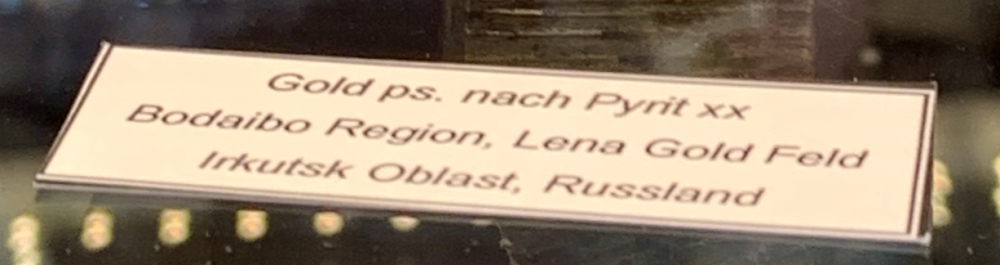 Gold ps. nach Pyrit xx
Bodaibo Region, Lena Gold Feld
Irkutsk Oblast, Russland